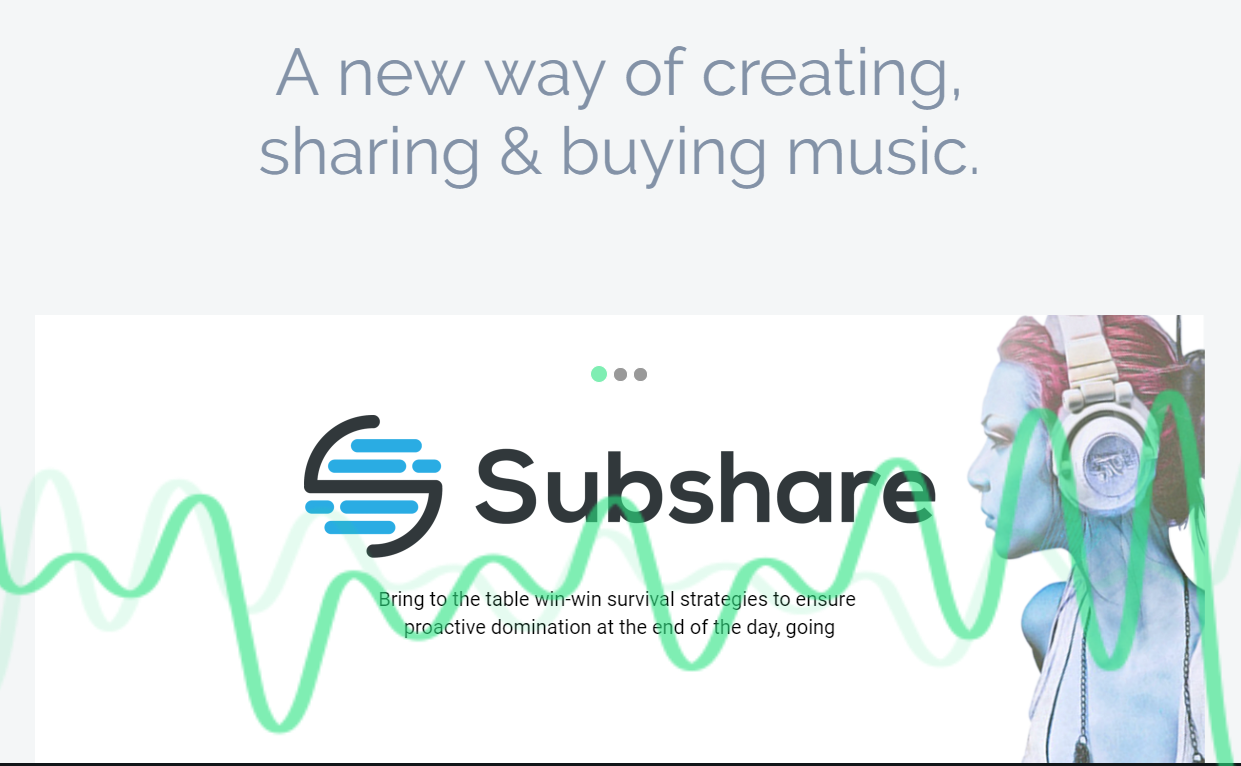 A new way of creating,
sharing & buying music.
Subshare
Bring to the table win-win survival strategies to ensure
proactive domination at the end of the day, going